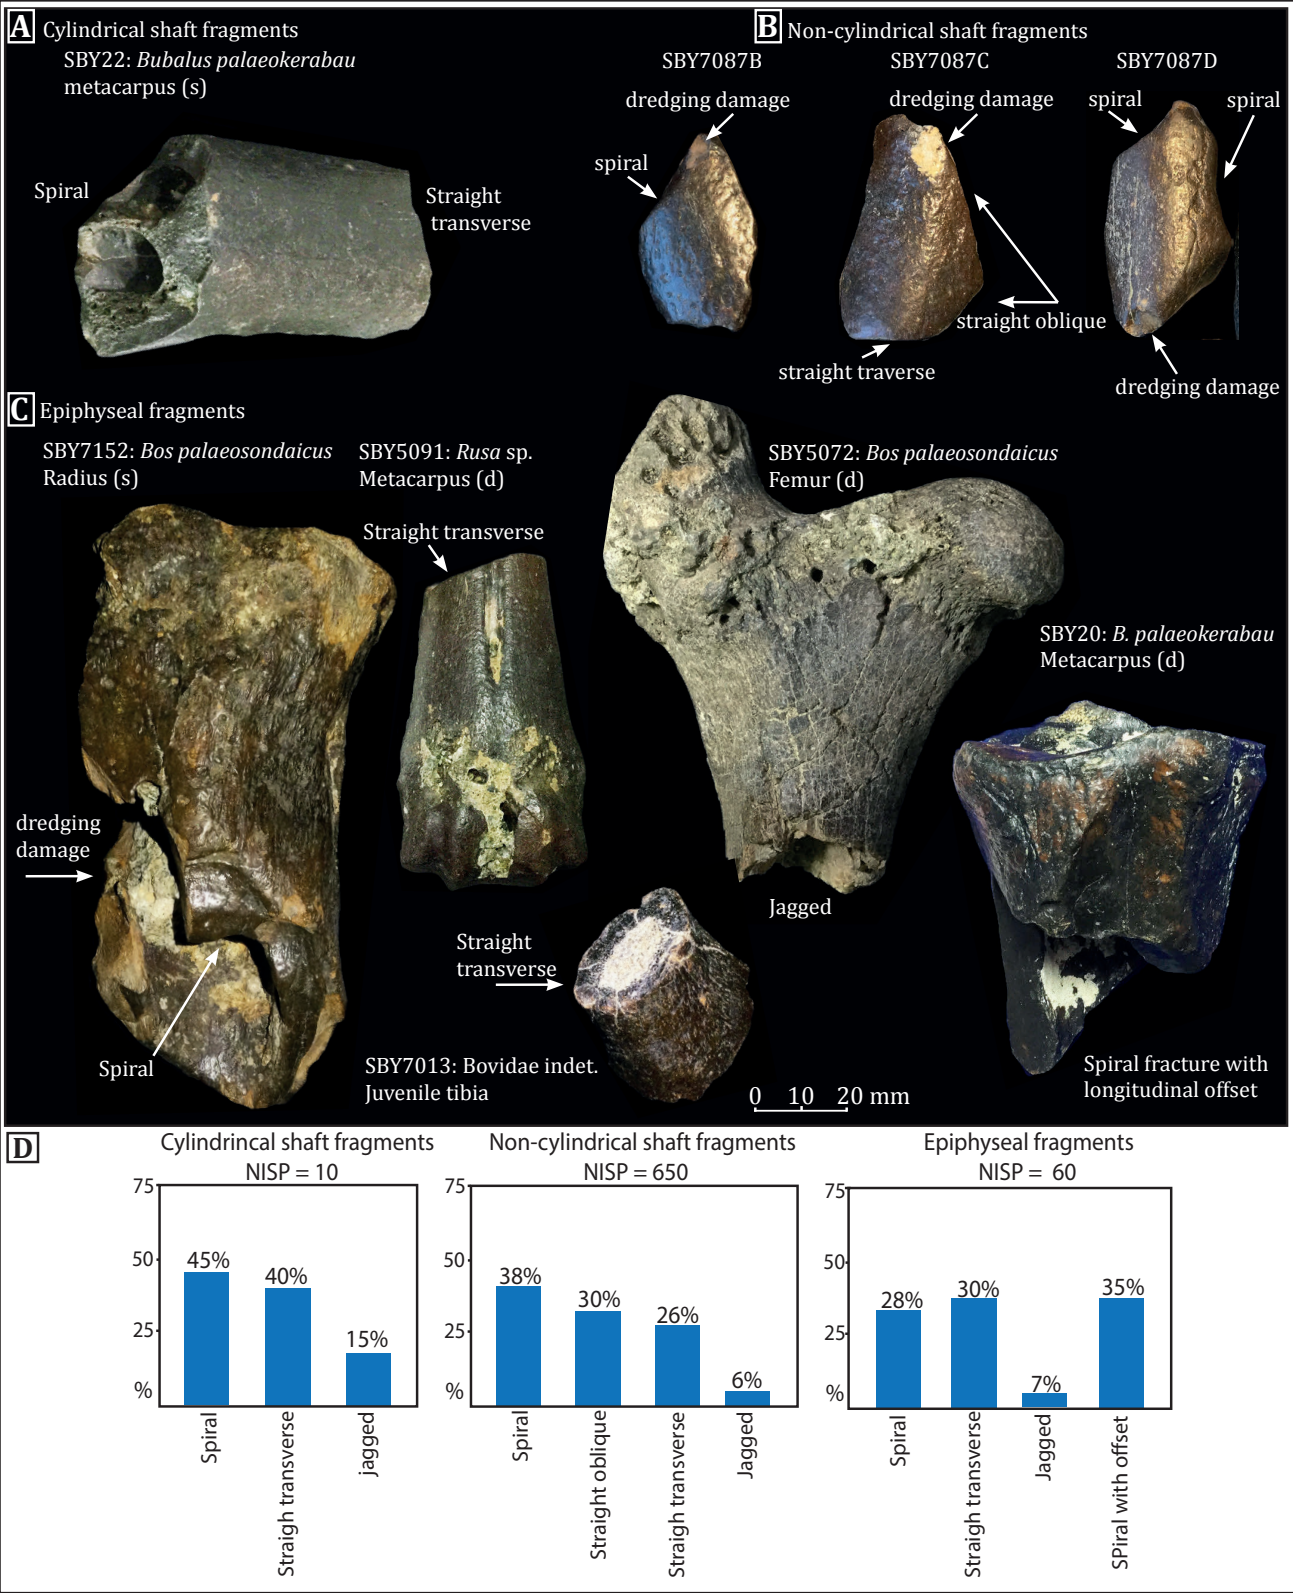 A Cylindrical shaft fragments
SBY22: Bubalus palaeokerabau
metacarpus (s)
Spiral
Straight
transverse
B Non-cylindrical shaft fragments
SBY7087B
SBY7087C
SBY7087D
dredging damage
spiral
dredging damage
straight oblique
straight traverse
spiral
spiral
dredging damage
C Epiphyseal fragments
SBY7152: Bos palaeosondaicus
Radius (s)
dredging
damage
Spiral
SBY5091: Rusa sp.
Metacarpus (d)
Straight transverse
SBY5072: Bos palaeosondaicus
Femur (d)
Jagged
SBY20: B. palaeokerabau
Metacarpus (d)
Spiral fracture with
longitudinal offset
Straight
transverse
SBY7013: Bovidae indet.
Juvenile tibia
0 10 20 mm
D
Cylindrincal shaft fragments
NISP = 10
75
50
25
%
45%
40%
15%
Spiral
Straigh transverse
jagged
Non-cylindrical shaft fragments
NISP = 650
75
50
25
%
38%
30%
26%
6%
Spiral
Straight oblique
Straigh transverse
Jagged
Epiphyseal fragments
NISP = 60
75
50
25
%
28%
30%
7%
35%
Spiral
Straigh transverse
Jagged
SPiral with offset